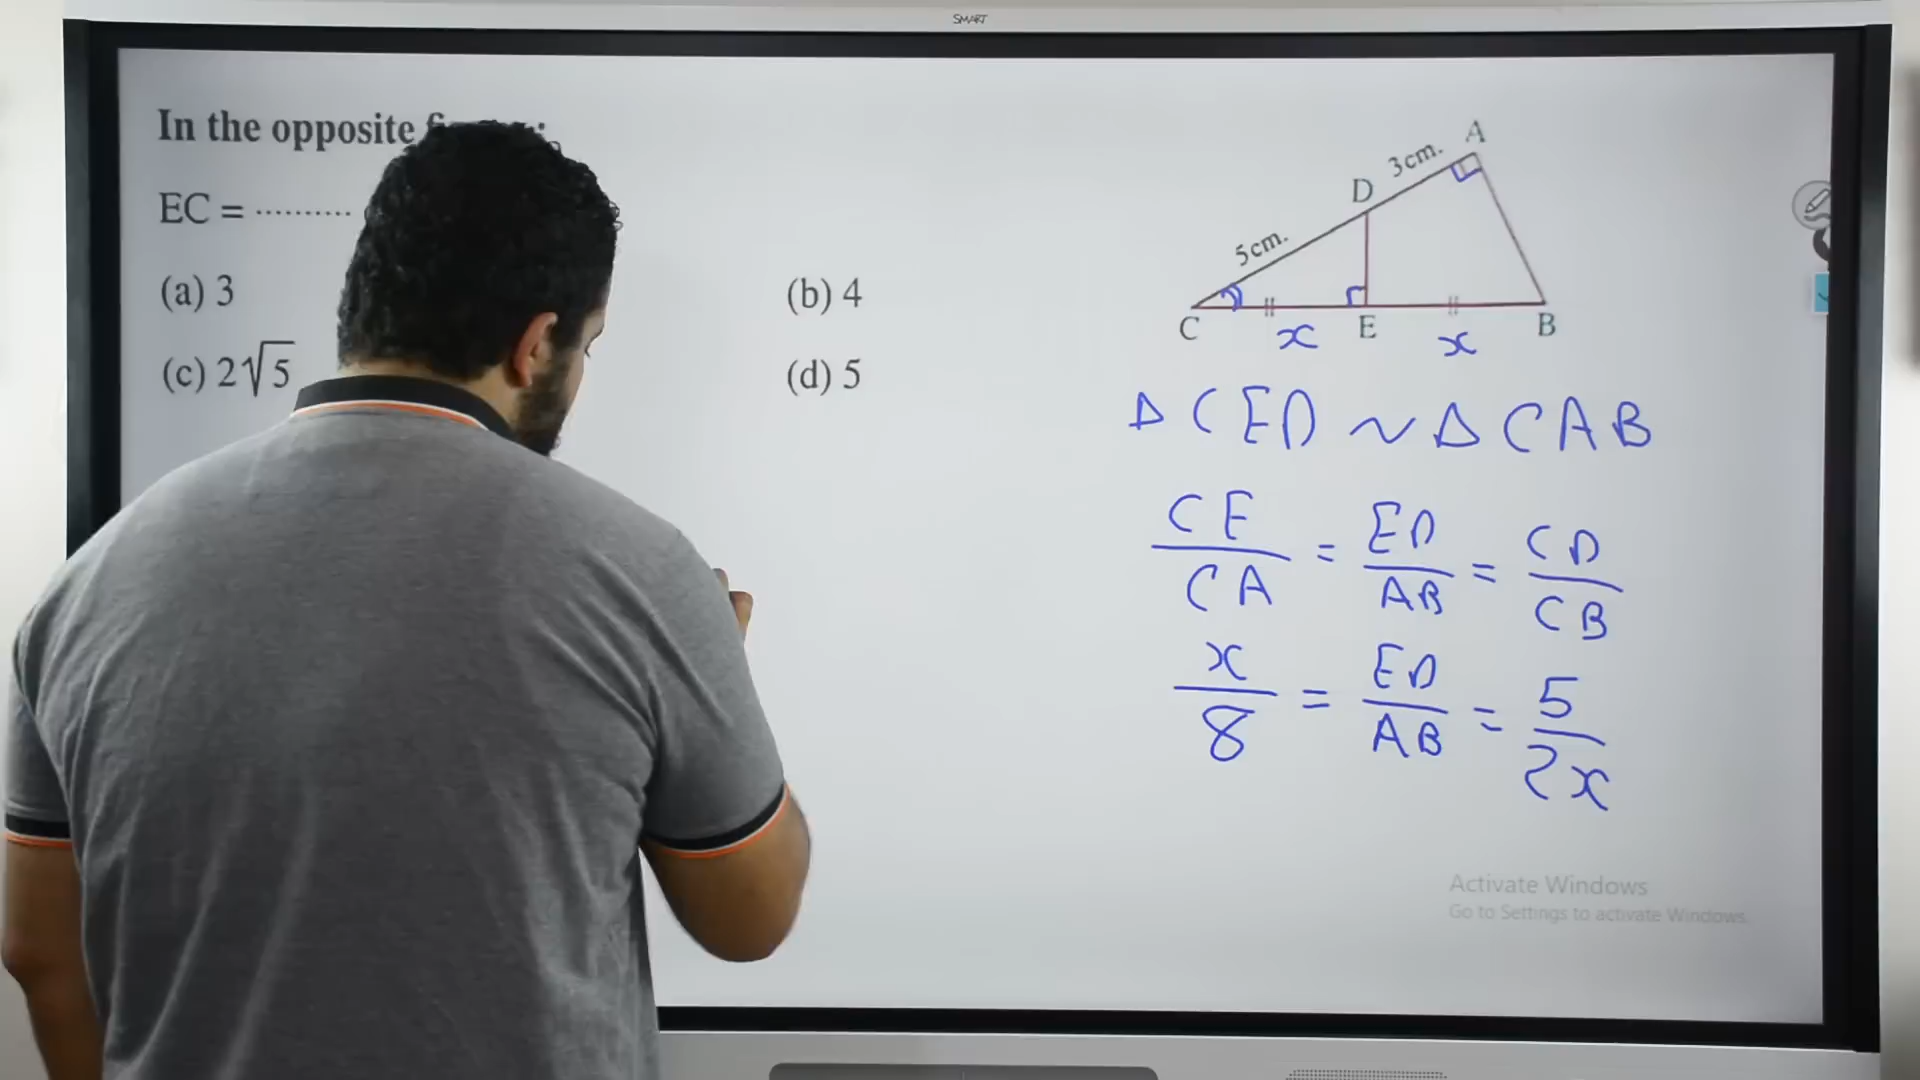 SMART
In the opposite
EC = ..........
(a) 3
(b) 4
(c) 2√5
(d) 5
A
3cm.
D
5cm.
C
E
B
x
x
Δ CED ~ Δ CAB
CE/CA = ED/AB = CD/CB
x/8 = ED/AB = 5/2x
Activate Windows
Go to Settings to activate Windows.